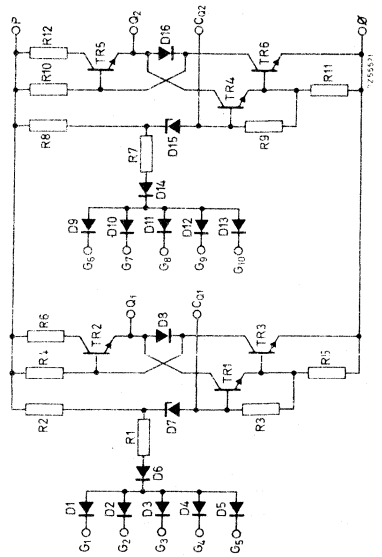 P
R2
R4
R6
R8
R10
R12
TR2
TR5
Q1
Q2
D1
G1
D2
G2
D3
G3
D4
G4
D5
G5
D6
R1
D7
D8
CQ1
TR1
R3
TR3
R5
D9
G6
D10
G7
D11
G8
D12
G9
D13
G10
D14
R7
D15
D16
CQ2
TR4
R9
TR6
R11
Ø